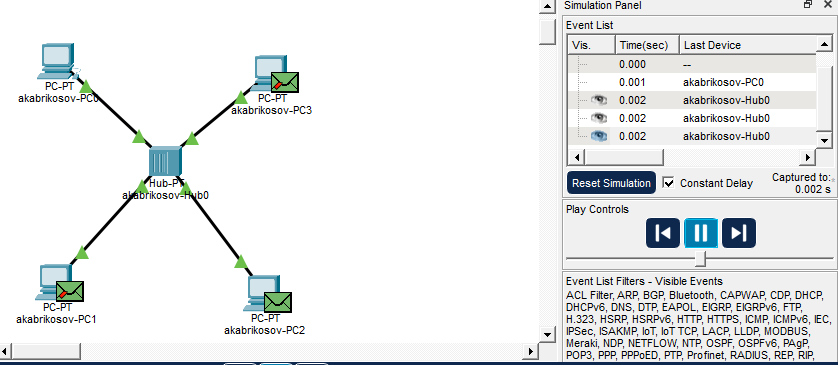 PC-PT
akabrikosov-PC0
PC-PT
akabrikosov-PC3
Hub-PT
akabrikosov-Hub0
PC-PT
akabrikosov-PC1
PC-PT
akabrikosov-PC2
Simulation Panel
Event List
Vis. Time(sec) Last Device
0.000 --
0.001 akabrikosov-PC0
0.002 akabrikosov-Hub0
0.002 akabrikosov-Hub0
0.002 akabrikosov-Hub0
Reset Simulation Constant Delay Captured to:
0.002 s
Play Controls
Event List Filters - Visible Events
ACL Filter, ARP, BGP, Bluetooth, CAPWAP, CDP, DHCP,
DHCPv6, DNS, DTP, EAPOL, EIGRP, EIGRPv6, FTP,
H.323, HSRP, HSRPv6, HTTP, HTTPS, ICMP, ICMPv6, IEC,
IPSec, ISAKMP, IoT, IoT TCP, LACP, LLDP, MODBUS,
Meraki, NDP, NETFLOW, NTP, OSPF, OSPFv6, PAgP,
POP3, PPP, PPPoED, PTP, Profinet, RADIUS, REP, RIP,